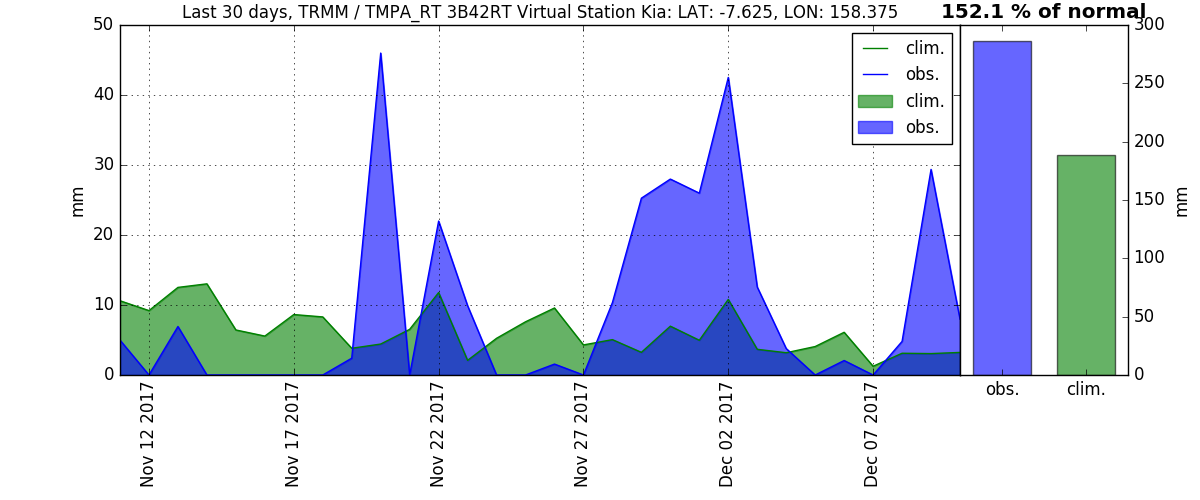 Last 30 days, TRMM / TMPA_RT 3B42RT Virtual Station Kia: LAT: -7.625, LON: 158.375
152.1 % of normal
50
40
30
20
10
0
mm
clim.
obs.
clim.
obs.
300
250
200
150
100
50
0
mm
Nov 12 2017
Nov 17 2017
Nov 22 2017
Nov 27 2017
Dec 02 2017
Dec 07 2017
obs.
clim.